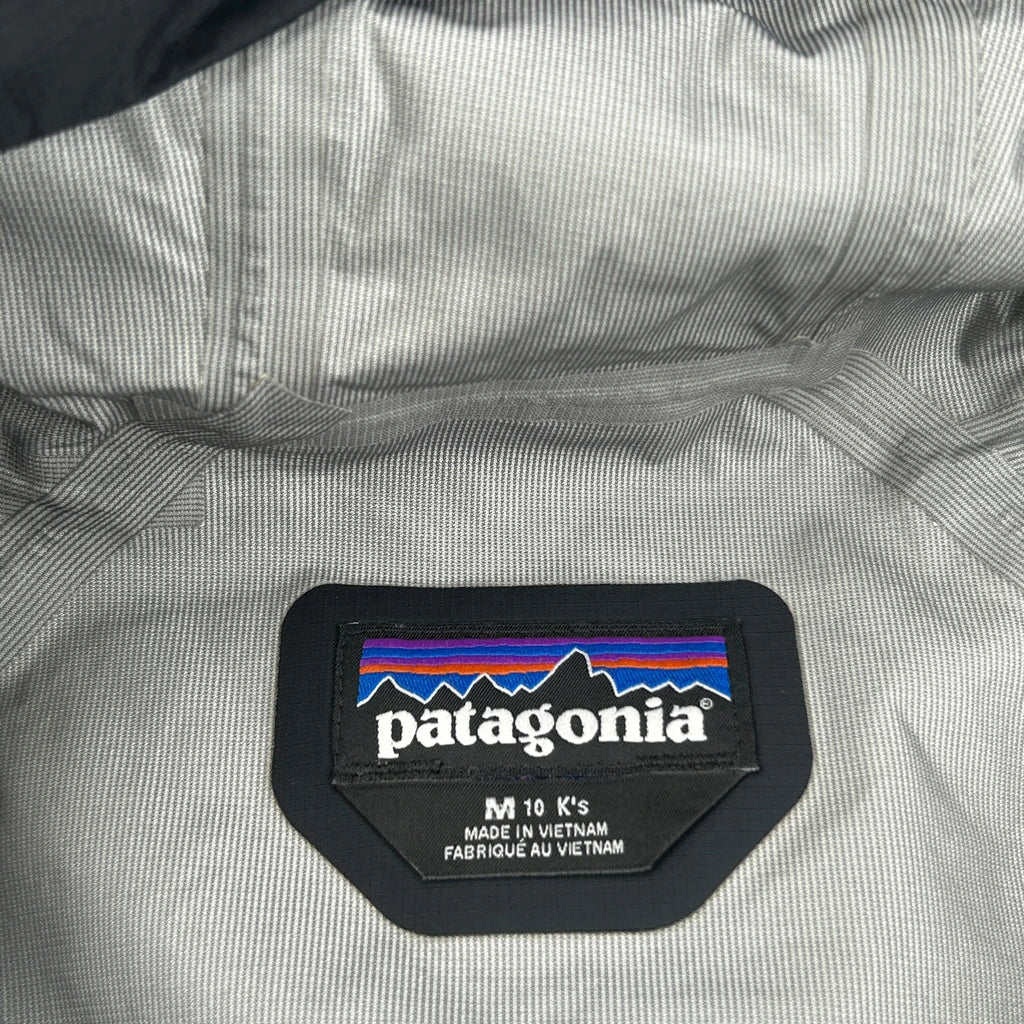 patagonia®
M 10 K's
MADE IN VIETNAM
FABRIQUÉ AU VIETNAM